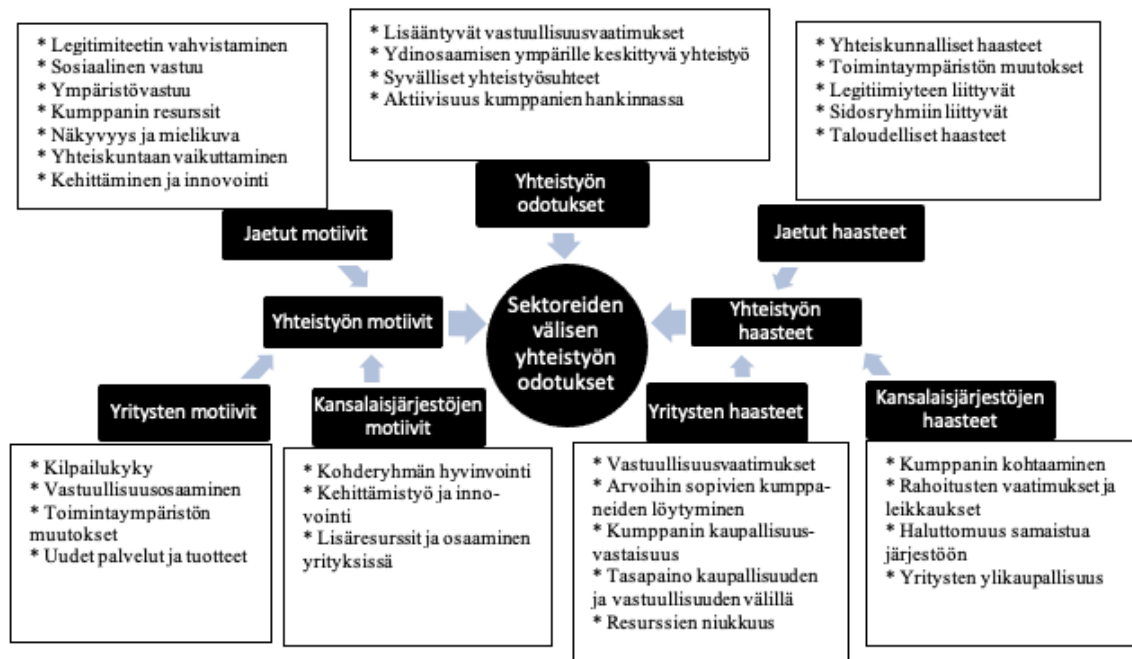 * Legitimiteetin vahvistaminen
* Sosiaalinen vastuu
* Ympäristövastuu
* Kumppanin resurssit
* Näkyvyys ja mielikuva
* Yhteiskuntaan vaikuttaminen
* Kehittäminen ja innovointi
* Lisääntyvät vastuullisuusvaatimukset
* Ydinosaamisen ympärille keskittyvä yhteistyö
* Syvälliset yhteistyösuhteet
* Aktiivisuus kumppanien hankinnassa
* Yhteiskunnalliset haasteet
* Toimintaympäristön muutokset
* Legitiimiyteen liittyvät
* Sidosryhmiin liittyvät
* Taloudelliset haasteet
Yhteistyön
odotukset
Jaetut motiivit
Jaetut haasteet
Yhteistyön motiivit
Sektoreiden
välisen
yhteistyön
odotukset
Yhteistyön
haasteet
Yritysten motiivit
Kansalaisjärjestöjen
motiivit
Yritysten haasteet
Kansalaisjärjestöjen
haasteet
* Kilpailukyky
* Vastuullisuusosaaminen
* Toimintaympäristön
muutokset
* Uudet palvelut ja tuotteet
* Kohderyhmän hyvinvointi
* Kehittämistyö ja inno-
vointi
* Lisäresurssit ja osaaminen
yrityksissä
* Vastuullisuusvaatimukset
* Arvoihin sopivien kumppa-
neiden löytyminen
* Kumppanin kaupallisuus-
vastaisuus
* Tasapaino kaupallisuuden
ja vastuullisuuden välillä
* Resurssien niukkuus
* Kumppanin kohtaaminen
* Rahoitusten vaatimukset ja
leikkaukset
* Haluttomuus samaistua
järjestöön
* Yritysten ylikaupallisuus